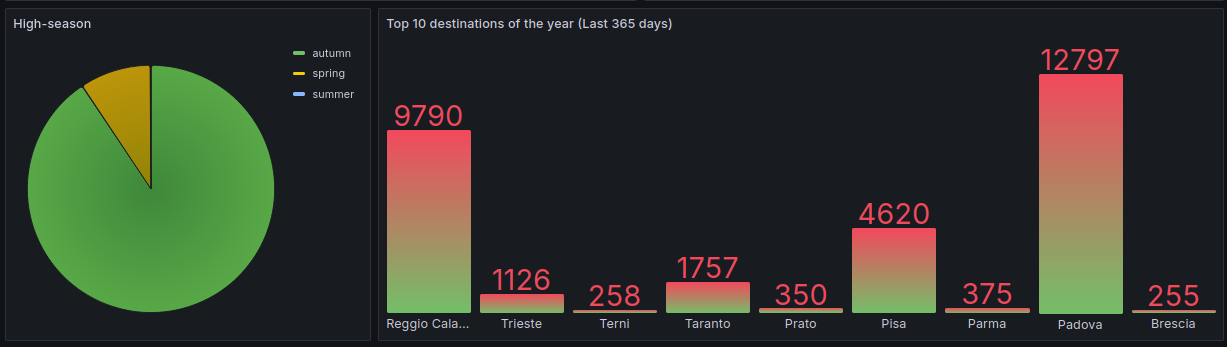 High-season
autumn
spring
summer
Top 10 destinations of the year (Last 365 days)
9790
1126
258
1757
350
4620
375
12797
255
Reggio Cala...
Trieste
Terni
Taranto
Prato
Pisa
Parma
Padova
Brescia